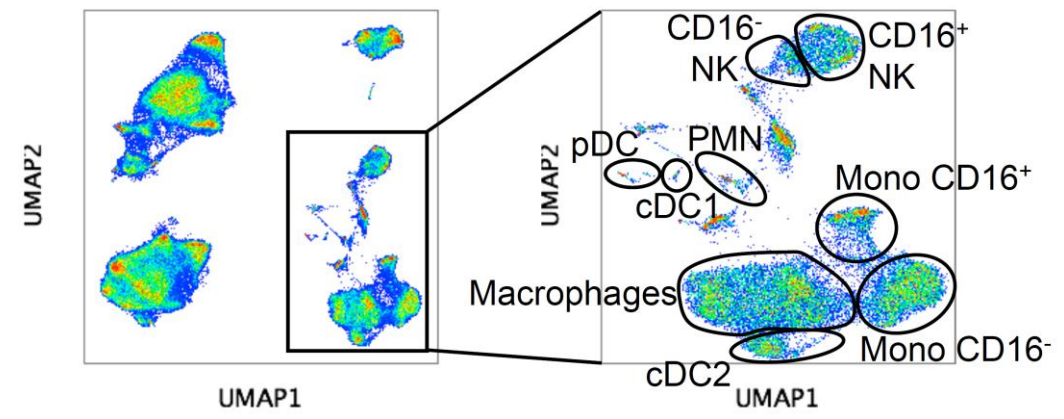 CD16-
NK
CD16+
NK
pDC
PMN
cDC1
Mono CD16+
Macrophages
Mono CD16-
cDC2
UMAP2
UMAP1
UMAP2
UMAP1